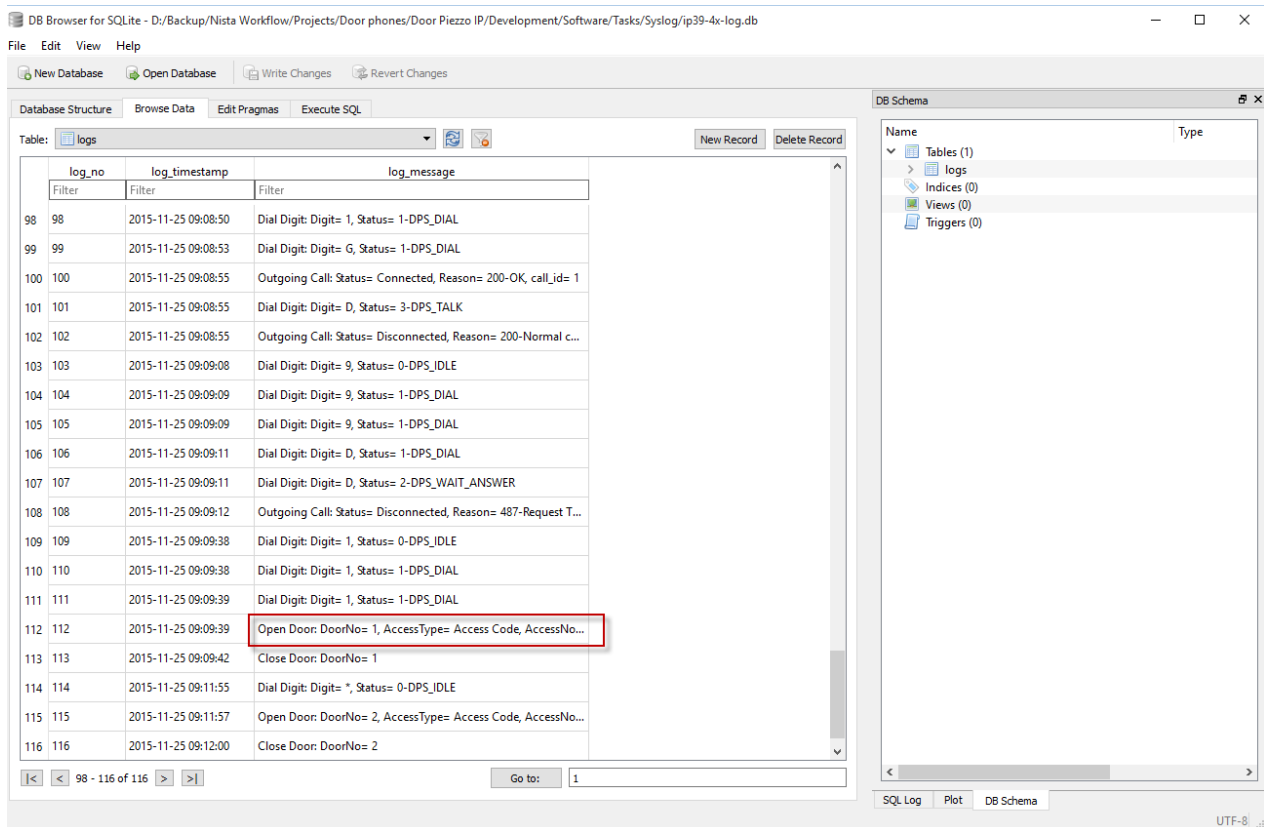 DB Browser for SQLite - D:/Backup/Nista Workflow/Projects/Door phones/Door Piezzo IP/Development/Software/Tasks/Syslog/ip39-4x-log.db
File Edit View Help
New Database Open Database Write Changes Revert Changes
Database Structure Browse Data Edit Pragmas Execute SQL
Table: logs New Record Delete Record
log_no log_timestamp log_message
Filter Filter Filter
98 98 2015-11-25 09:08:50 Dial Digit: Digit= 1, Status= 1-DPS_DIAL
99 99 2015-11-25 09:08:53 Dial Digit: Digit= G, Status= 1-DPS_DIAL
100 100 2015-11-25 09:08:55 Outgoing Call: Status= Connected, Reason= 200-OK, call_id= 1
101 101 2015-11-25 09:08:55 Dial Digit: Digit= D, Status= 3-DPS_TALK
102 102 2015-11-25 09:08:55 Outgoing Call: Status= Disconnected, Reason= 200-Normal c...
103 103 2015-11-25 09:09:08 Dial Digit: Digit= 9, Status= 0-DPS_IDLE
104 104 2015-11-25 09:09:09 Dial Digit: Digit= 9, Status= 1-DPS_DIAL
105 105 2015-11-25 09:09:09 Dial Digit: Digit= 9, Status= 1-DPS_DIAL
106 106 2015-11-25 09:09:11 Dial Digit: Digit= D, Status= 1-DPS_DIAL
107 107 2015-11-25 09:09:11 Dial Digit: Digit= D, Status= 2-DPS_WAIT_ANSWER
108 108 2015-11-25 09:09:12 Outgoing Call: Status= Disconnected, Reason= 487-Request T...
109 109 2015-11-25 09:09:38 Dial Digit: Digit= 1, Status= 0-DPS_IDLE
110 110 2015-11-25 09:09:38 Dial Digit: Digit= 1, Status= 1-DPS_DIAL
111 111 2015-11-25 09:09:39 Dial Digit: Digit= 1, Status= 1-DPS_DIAL
112 112 2015-11-25 09:09:39 Open Door: DoorNo= 1, AccessType= Access Code, AccessNo...
113 113 2015-11-25 09:09:42 Close Door: DoorNo= 1
114 114 2015-11-25 09:11:55 Dial Digit: Digit= *, Status= 0-DPS_IDLE
115 115 2015-11-25 09:11:57 Open Door: DoorNo= 2, AccessType= Access Code, AccessNo...
116 116 2015-11-25 09:12:00 Close Door: DoorNo= 2
|< < 98 - 116 of 116 > >| Go to: 1
DB Schema
Name Type
Tables (1)
logs
Indices (0)
Views (0)
Triggers (0)
SQL Log Plot DB Schema
UTF-8